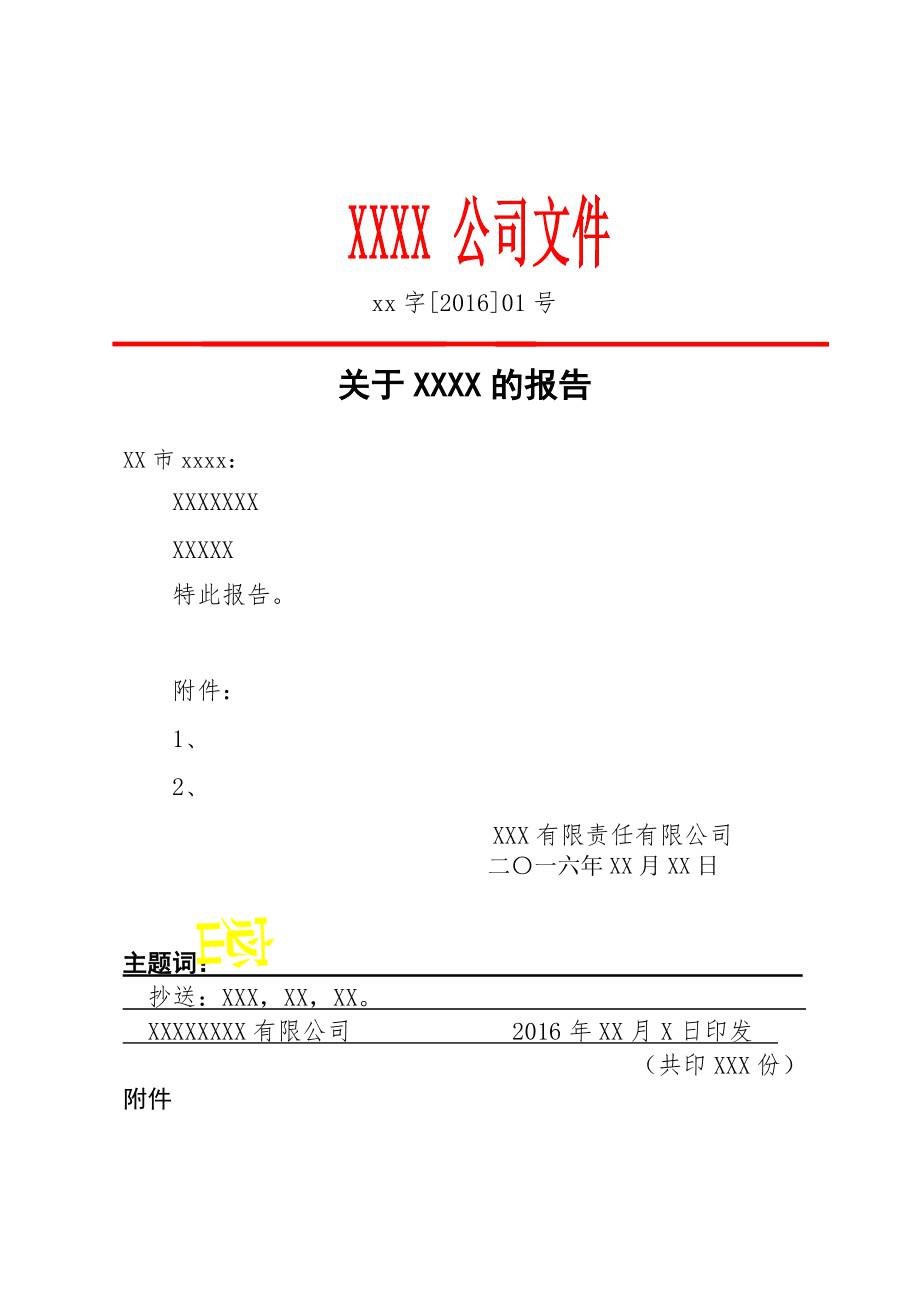 XXXX 公司文件
xx 字[2016]01 号
关于 XXXX 的报告
XX 市 xxxx：
XXXXXXX
XXXXX
特此报告。
附件：
1、
2、
XXX 有限责任有限公司
二〇一六年 XX 月 XX 日
主题词：
抄送：XXX，XX，XX。
XXXXXXXX 有限公司 2016 年 XX 月 X 日印发
（共印 XXX 份）
附件